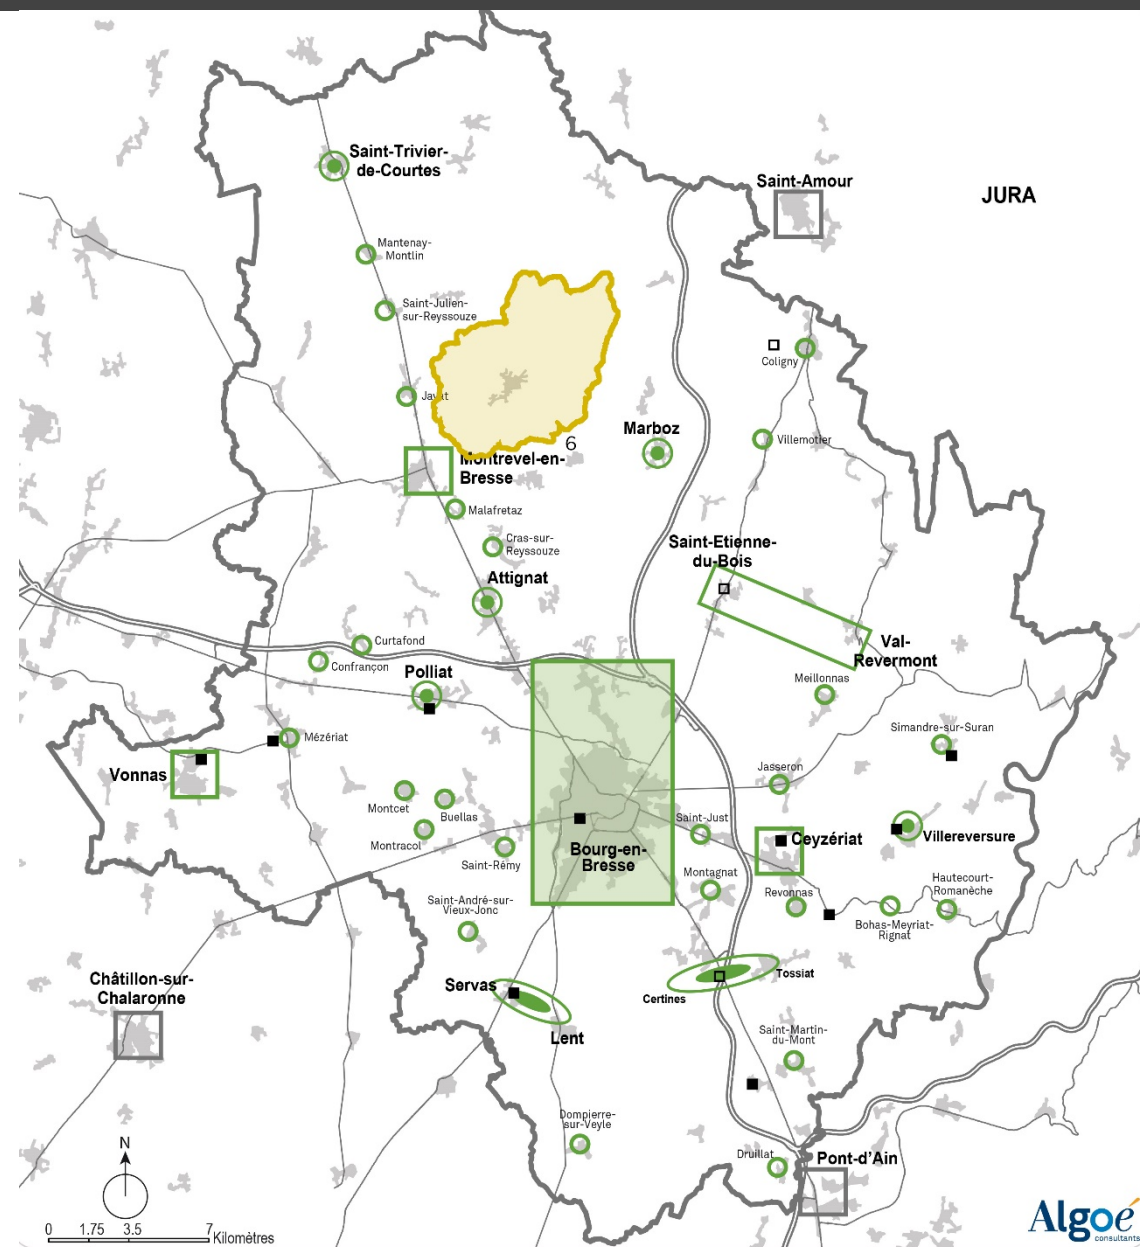 Saint-Trivier-
de-Courtes
Saint-Amour
JURA
Mantenay-
Montlin
Saint-Julien-
sur-Reyssouze
Coligny
Jayat
6
Marboz
Villemotier
Montrevel-en-
Bresse
Malafretaz
Cras-sur-
Reyssouze
Saint-Etienne-
du-Bois
Attignat
Curtafond
Confrançon
Val-
Revermont
Polliat
Meillonnas
Simandre-sur-Suran
Mézériat
Vonnas
Jasseron
Montcet
Buellas
Saint-Just
Ceyzériat
Villereversure
Montracol
Saint-Rémy
Bourg-en-
Bresse
Montagnat
Revonnas
Hautecourt-
Romanèche
Saint-André-sur-
Vieux-Jonc
Bohas-Meyriat-
Rignat
Châtillon-sur-
Chalaronne
Servas
Tossiat
Certines
Lent
Saint-Martin-
du-Mont
Dompierre-
sur-Veyle
N
Druillat
Pont-d'Ain
0 1.75 3.5 7
Kilomètres
Algoé
consultants